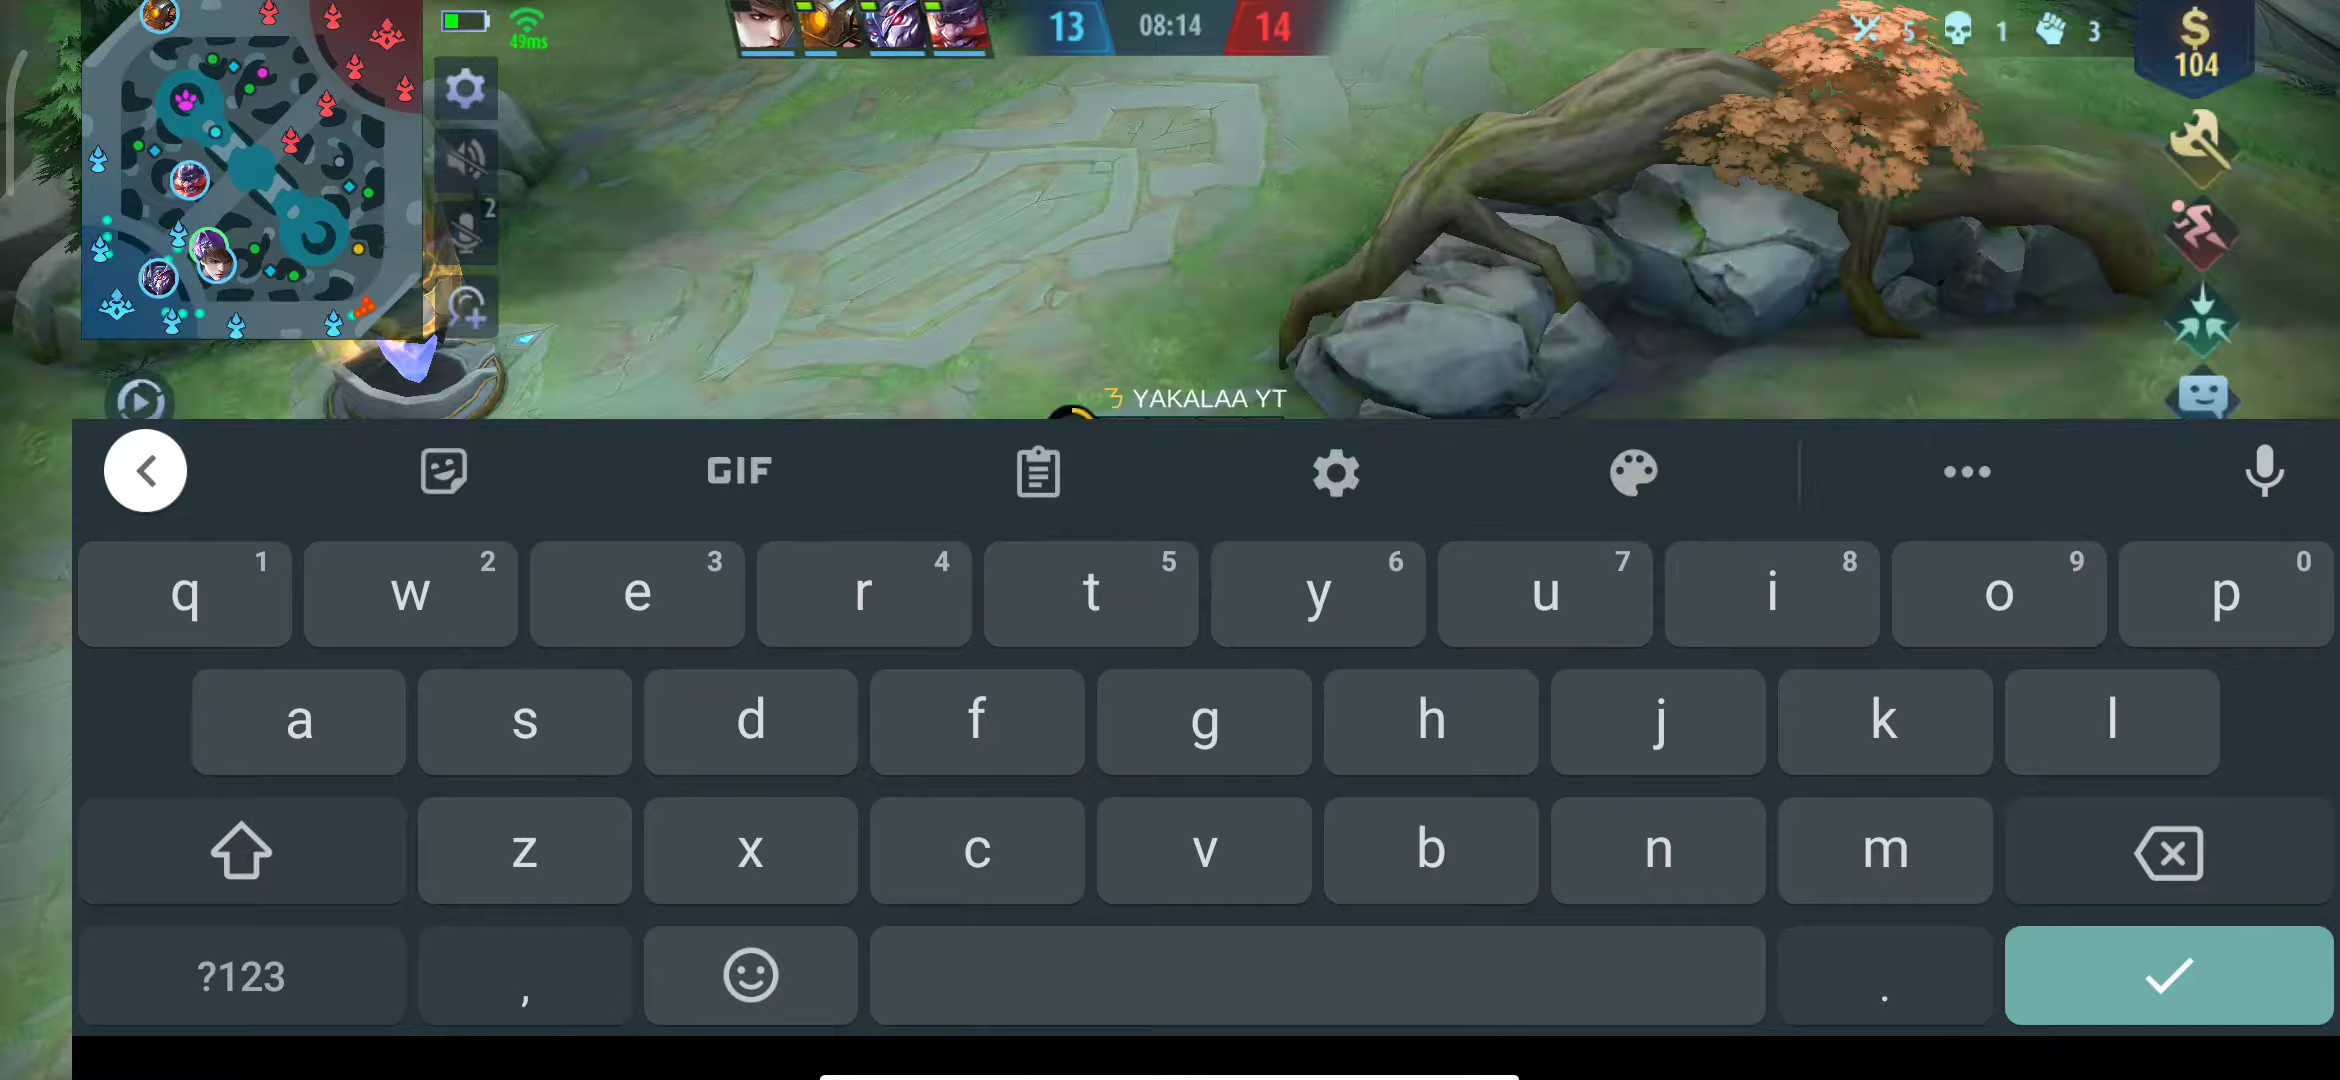 49ms
13 08:14 14
5 1 3
$
104
2
YAKALAA YT
GIF
q 1 w 2 e 3 r 4 t 5 y 6 u 7 i 8 o 9 p 0
a s d f g h j k l
z x c v b n m
?123 , .